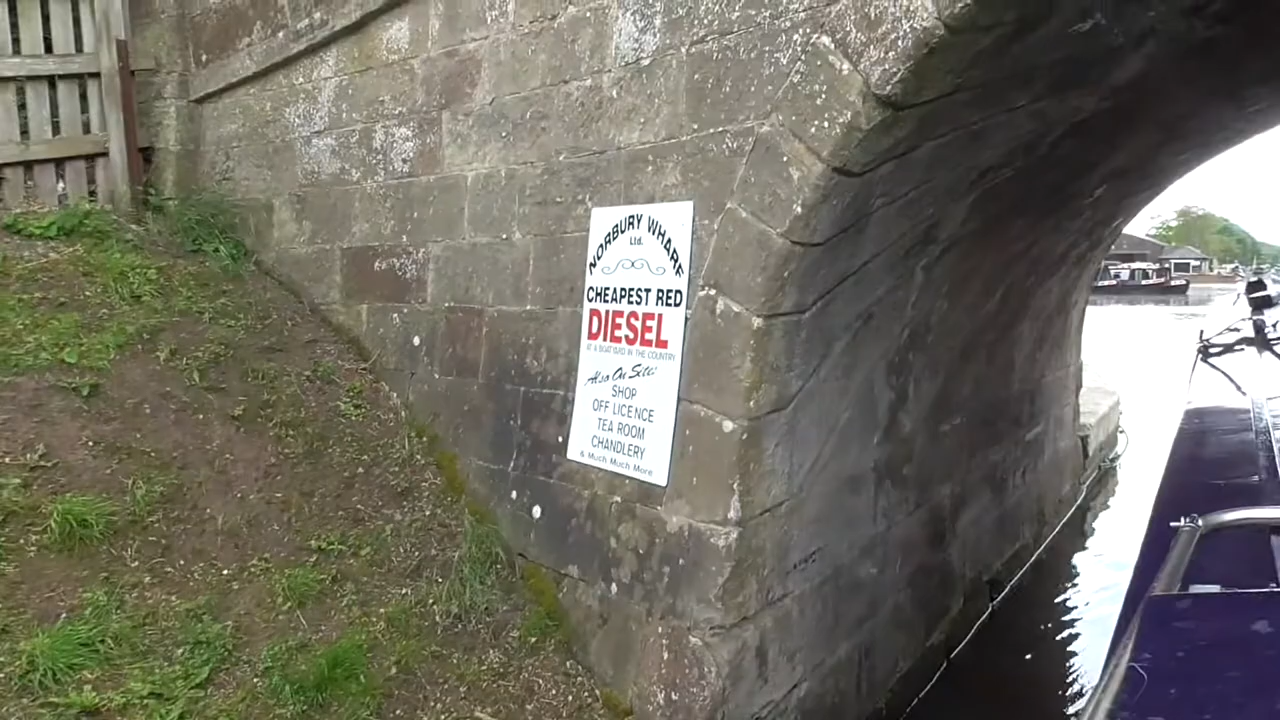 NORBURY WHARF
Ltd.
CHEAPEST RED
DIESEL
AT A BOATYARD IN THE COUNTRY
Also On Site:
SHOP
OFF LICENCE
TEA ROOM
CHANDLERY
& Much Much More